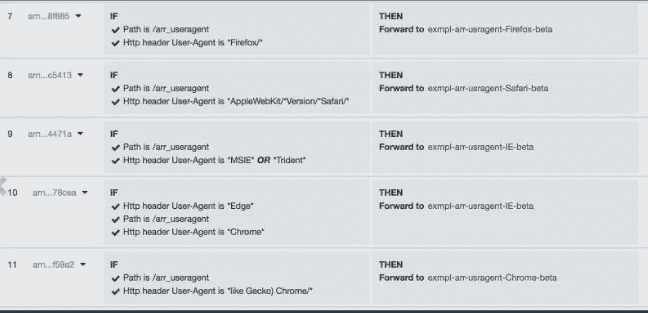 7 arn...8f885 IF THEN
✔ Path is /arr_useragent Forward to exmpl-arr-usragent-Firefox-beta
✔ Http header User-Agent is *Firefox/*
8 arn...c5413 IF THEN
✔ Path is /arr_useragent Forward to exmpl-arr-usragent-Safari-beta
✔ Http header User-Agent is *AppleWebKit/*Version/*Safari/*
9 arn...4471a IF THEN
✔ Path is /arr_useragent Forward to exmpl-arr-usragent-IE-beta
✔ Http header User-Agent is *MSIE* OR *Trident*
10 arn...78cea IF THEN
✔ Http header User-Agent is *Edge* Forward to exmpl-arr-usragent-IE-beta
✔ Path is /arr_useragent
✔ Http header User-Agent is *Chrome*
11 arn...f59a2 IF THEN
✔ Path is /arr_useragent Forward to exmpl-arr-usragent-Chrome-beta
✔ Http header User-Agent is *like Gecko) Chrome/*